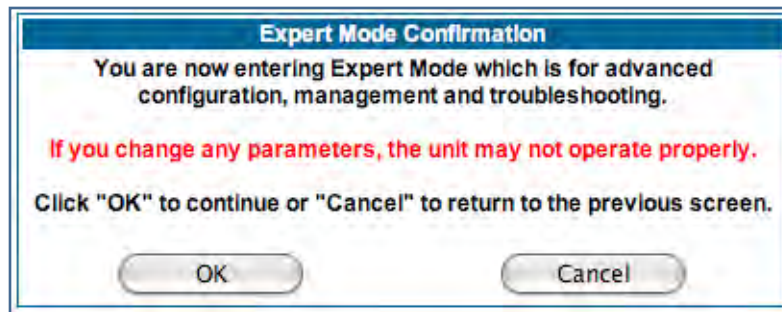 Expert Mode Confirmation
You are now entering Expert Mode which is for advanced
configuration, management and troubleshooting.
If you change any parameters, the unit may not operate properly.
Click "OK" to continue or "Cancel" to return to the previous screen.
OK
Cancel